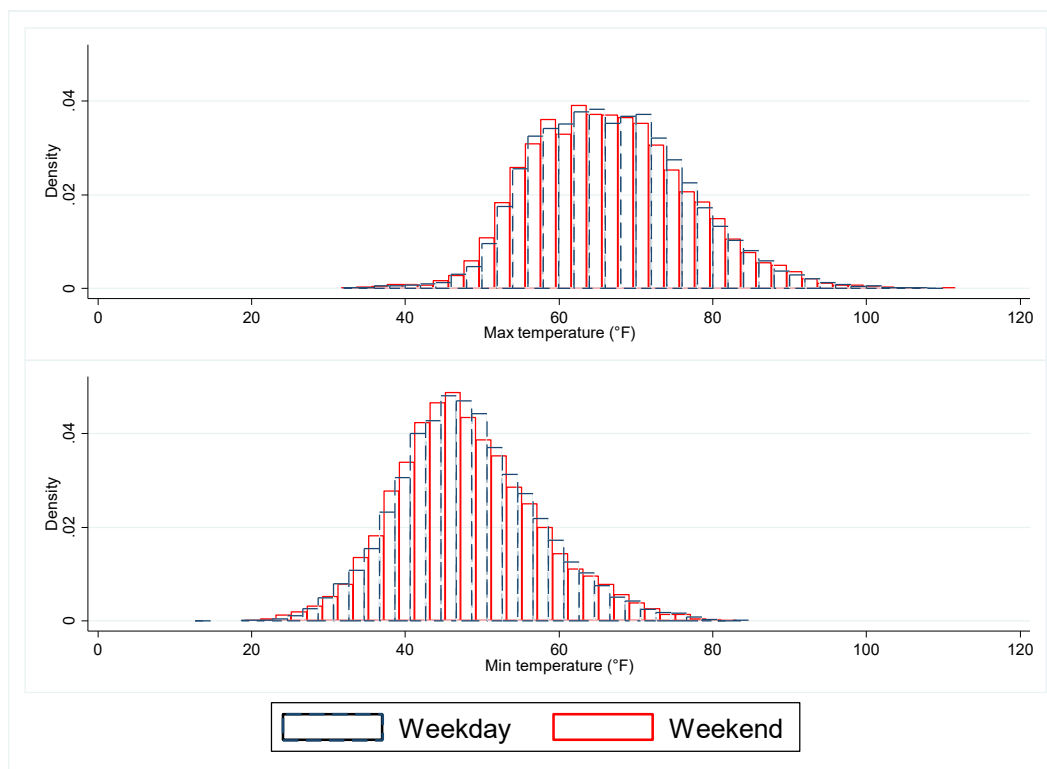 Density
.04
.02
0
0 20 40 60 80 100 120
Max temperature (°F)
Density
.04
.02
0
0 20 40 60 80 100 120
Min temperature (°F)
Weekday Weekend